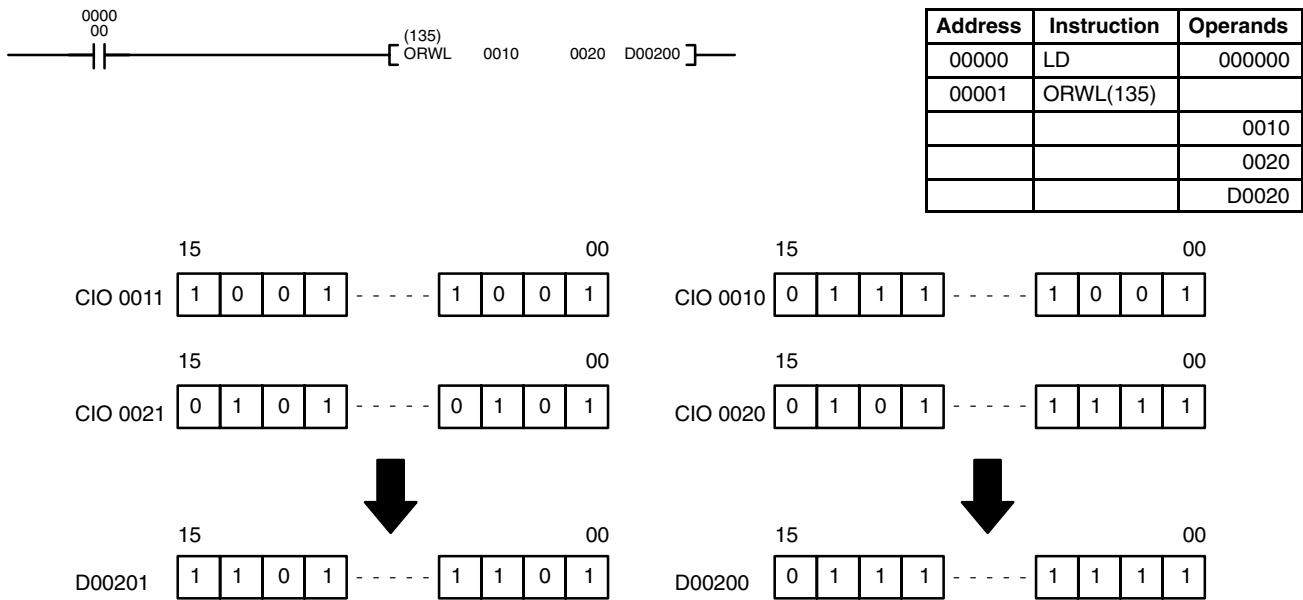 0000
00
(135)
ORWL 0010 0020 D00200
Address Instruction Operands
00000 LD 000000
00001 ORWL(135)
0010
0020
D0020
15 00
CIO 0011 1 0 0 1 - - - - - 1 0 0 1
15 00
CIO 0010 0 1 1 1 - - - - - 1 0 0 1
15 00
CIO 0021 0 1 0 1 - - - - - 0 1 0 1
15 00
CIO 0020 0 1 0 1 - - - - - 1 1 1 1
15 00
D00201 1 1 0 1 - - - - - 1 1 0 1
15 00
D00200 0 1 1 1 - - - - - 1 1 1 1